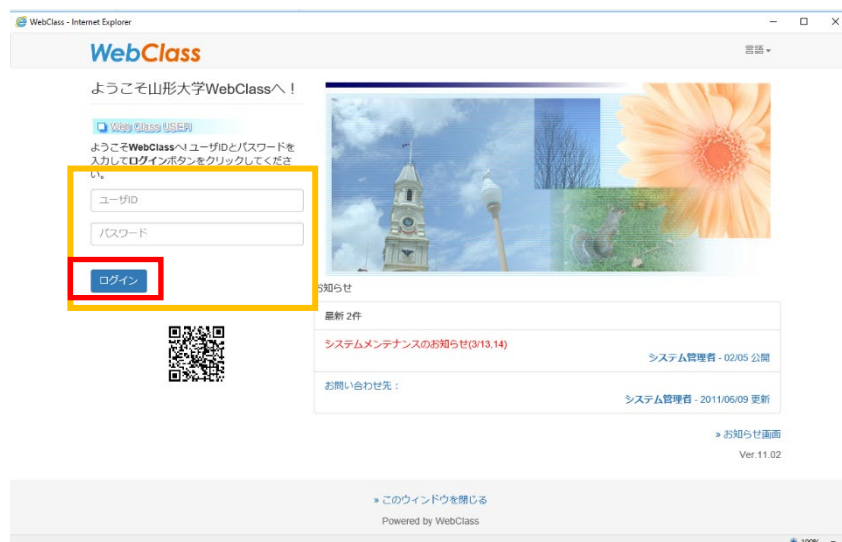 WebClass - Internet Explorer
WebClass
言語
ようこそ山形大学WebClassへ！
Web Class USER!
ようこそWebClassへ! ユーザIDとパスワードを
入力してログインボタンをクリックしてくださ
い。
ユーザID
パスワード
ログイン
お知らせ
最新 2件
システムメンテナンスのお知らせ(3/13,14)
システム管理者 - 02/05 公開
お問い合わせ先：
システム管理者 - 2011/06/09 更新
» お知らせ画面
Ver.11.02
» このウィンドウを閉じる
Powered by WebClass
100%